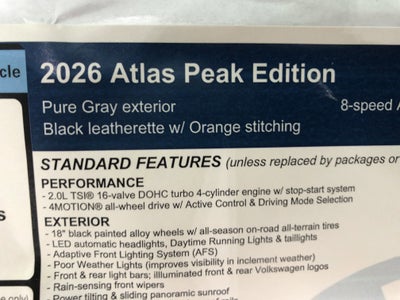 cle
2026 Atlas Peak Edition
Pure Gray exterior 8-speed A
Black leatherette w/ Orange stitching
STANDARD FEATURES (unless replaced by packages or
PERFORMANCE
- 2.0L TSI® 16-valve DOHC turbo 4-cylinder engine w/ stop-start system
- 4MOTION® all-wheel drive w/ Active Control & Driving Mode Selection
EXTERIOR
- 18" black painted alloy wheels w/ all-season on-road all-terrain tires
- LED automatic headlights, Daytime Running Lights & taillights
- Adaptive Front Lighting System (AFS)
- Poor Weather Lights (improves visibility in inclement weather)
- Front & rear light bars; Illluminated front & rear Volkswagen logos
- Rain-sensing front wipers
- Power tilting & sliding panoramic sunroof
s
e only)